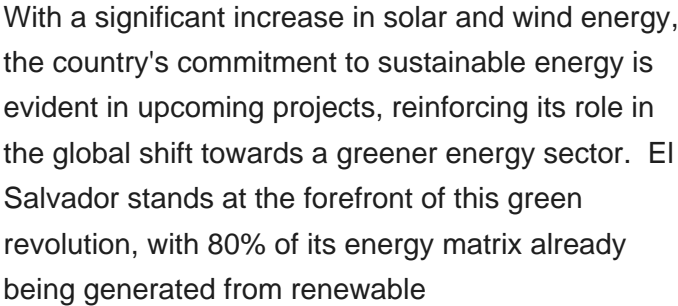 With a significant increase in solar and wind energy,
the country's commitment to sustainable energy is
evident in upcoming projects, reinforcing its role in
the global shift towards a greener energy sector.  El
Salvador stands at the forefront of this green
revolution, with 80% of its energy matrix already
being generated from renewable